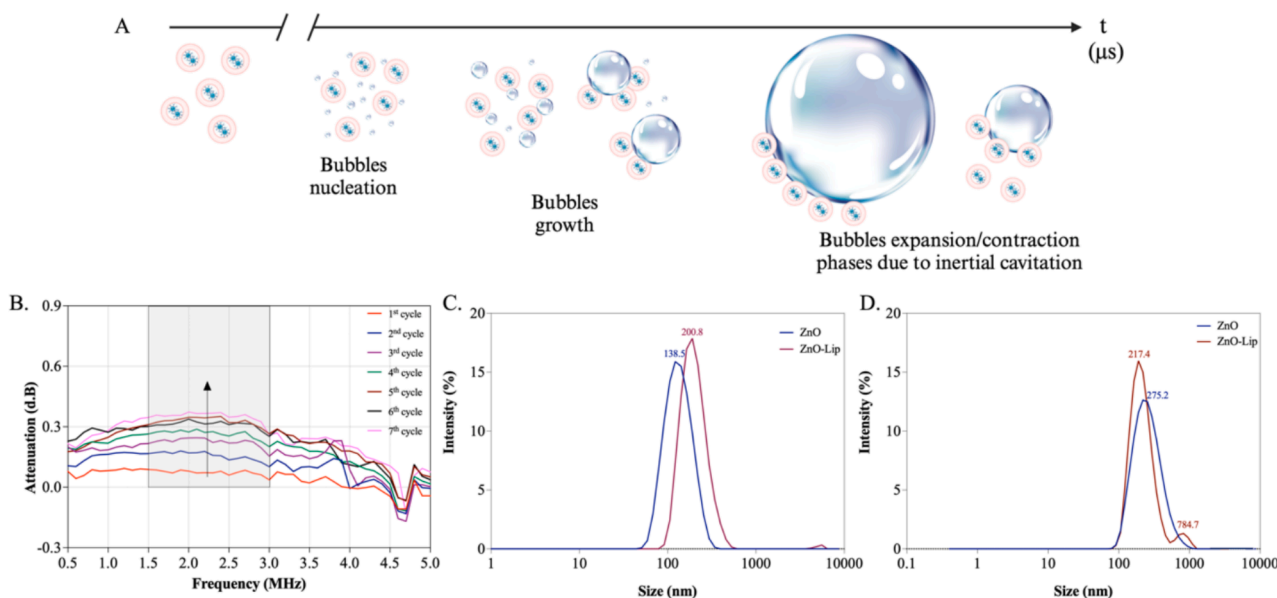 A
t
(μs)
Bubbles
nucleation
Bubbles
growth
Bubbles expansion/contraction
phases due to inertial cavitation
B.
0.9
0.6
0.3
0.0
-0.3
Attenuation (d.B)
1st cycle
2nd cycle
3rd cycle
4th cycle
5th cycle
6th cycle
7th cycle
0.5 1.0 1.5 2.0 2.5 3.0 3.5 4.0 4.5 5.0
Frequency (MHz)
C.
20
15
10
5
0
Intensity (%)
138.5
200.8
ZnO
ZnO-Lip
1 10 100 1000 10000
Size (nm)
D.
20
15
10
5
0
Intensity (%)
217.4
275.2
784.7
ZnO
ZnO-Lip
0.1 1 10 100 1000 10000
Size (nm)